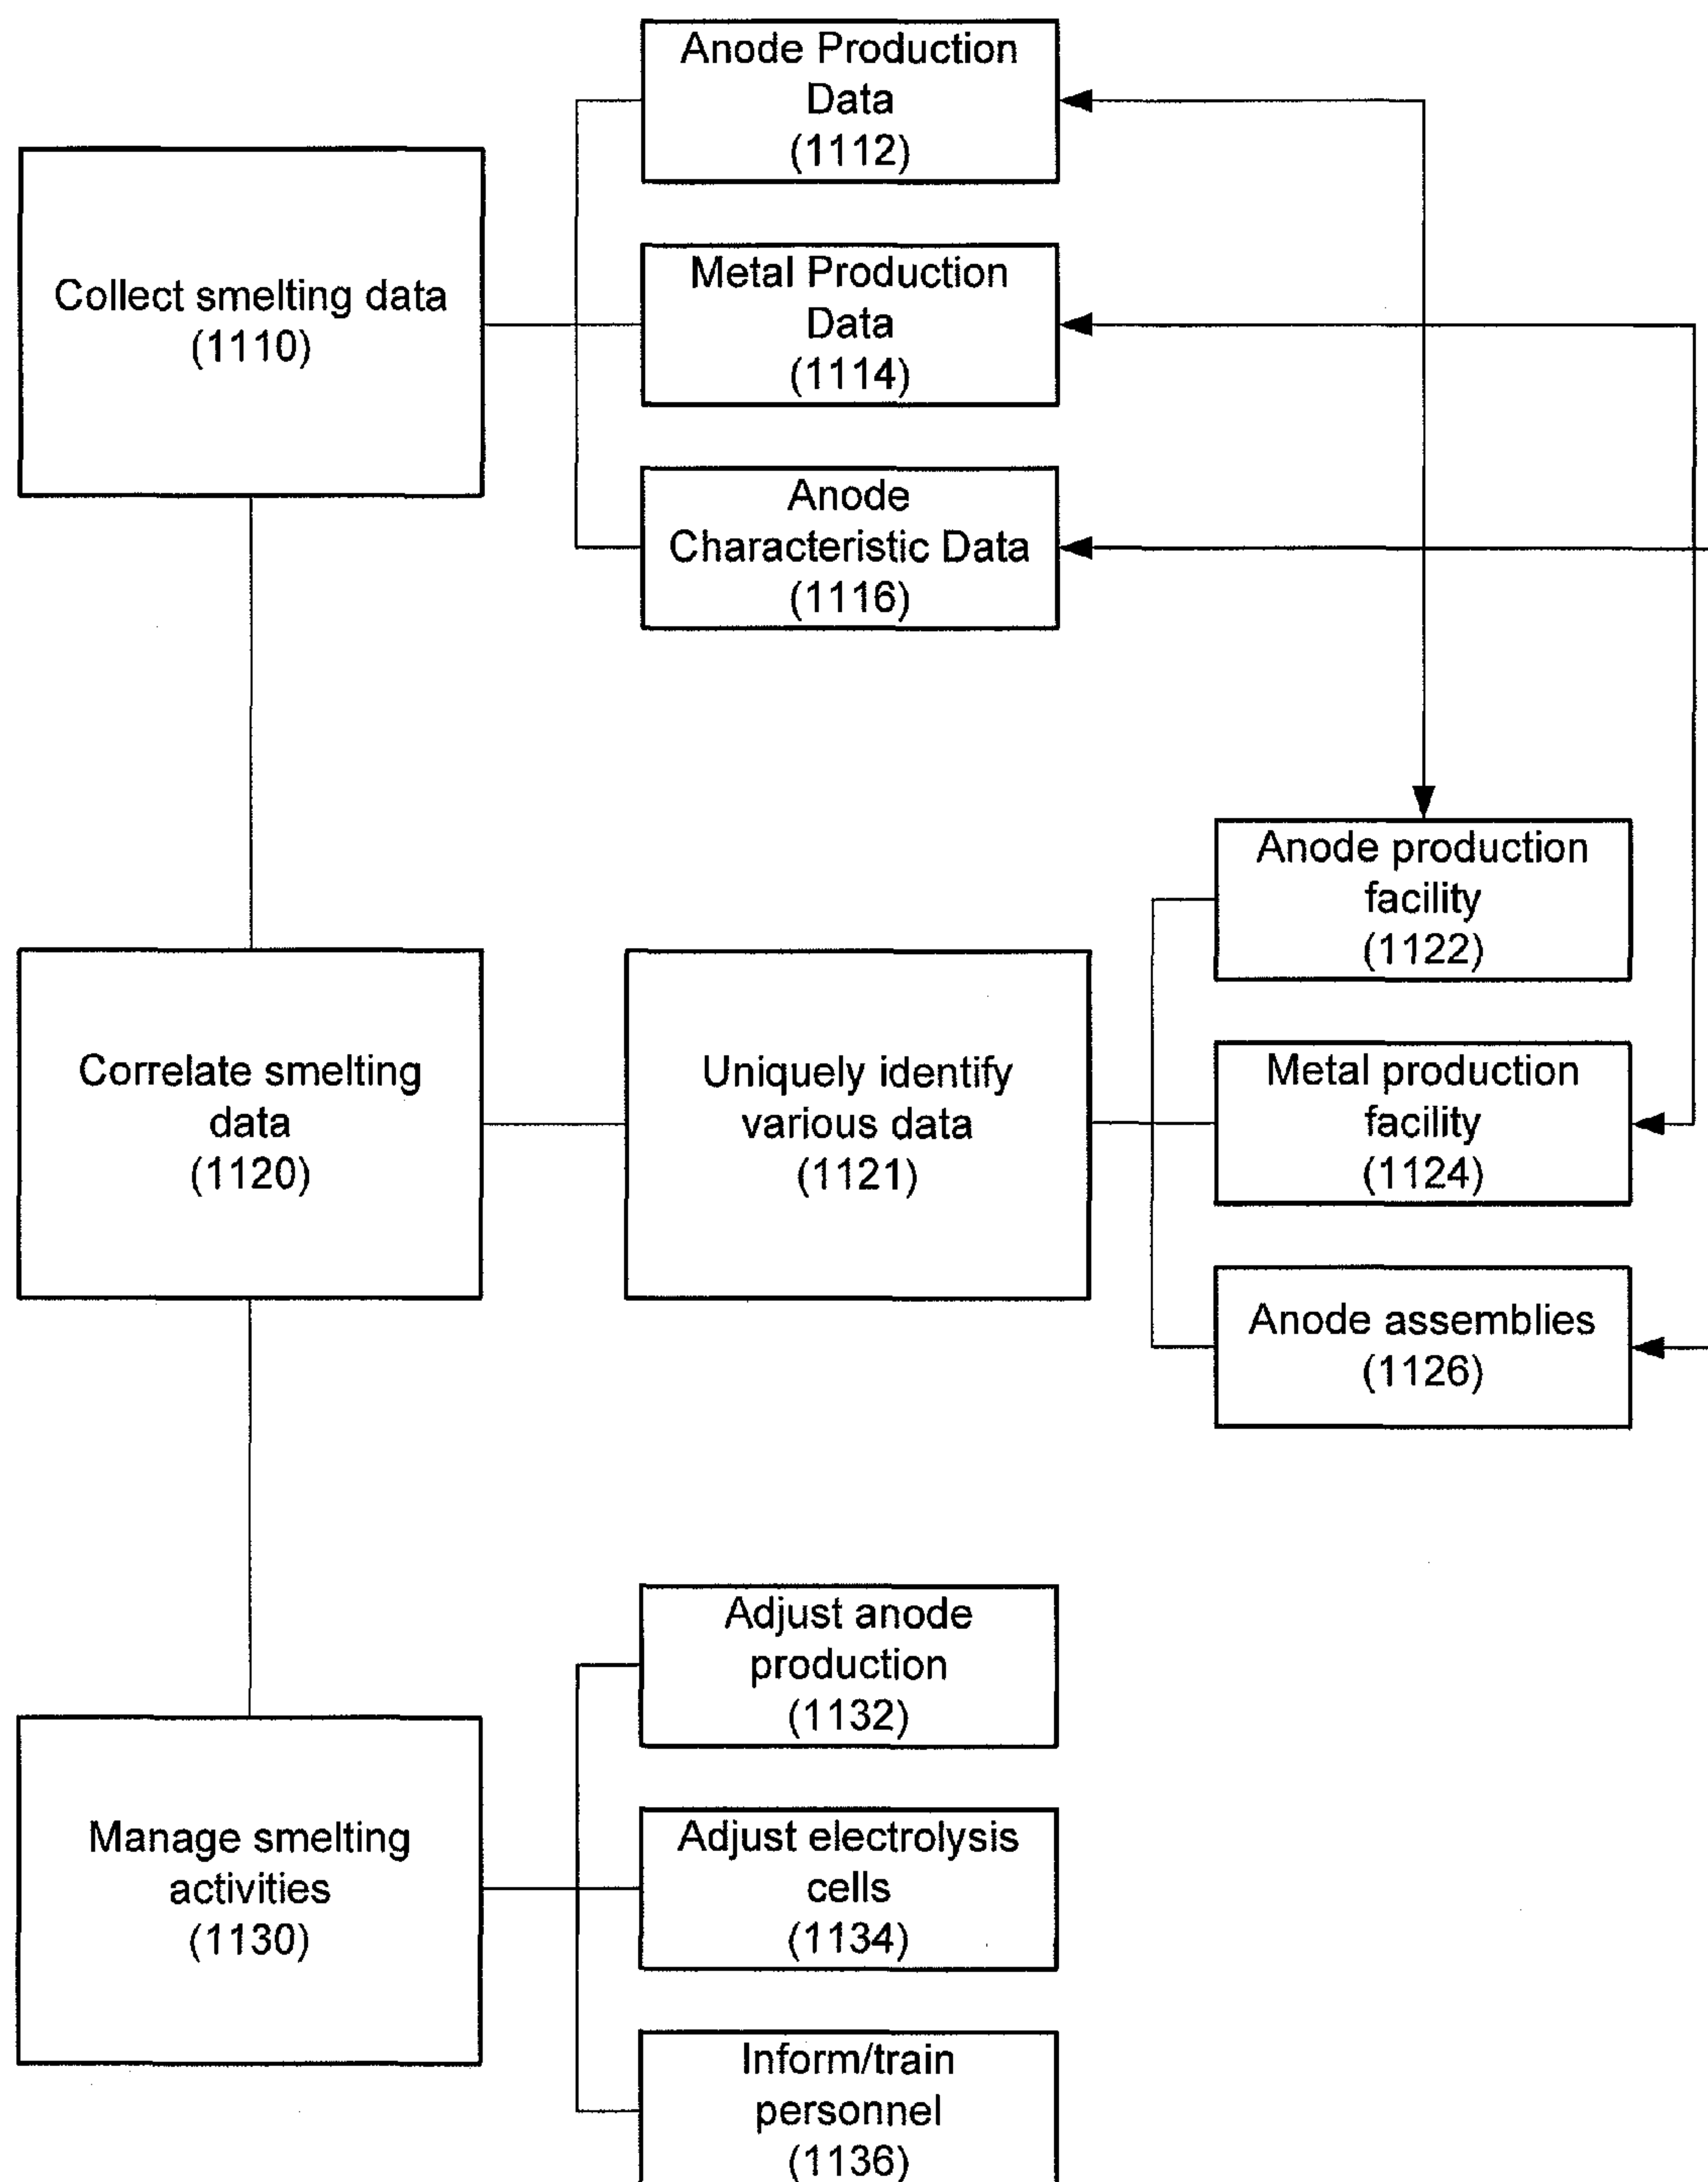 Anode Production
Data
(1112)
Collect smelting data
(1110)
Metal Production
Data
(1114)
Anode
Characteristic Data
(1116)
Anode production
facility
(1122)
Correlate smelting
data
(1120)
Uniquely identify
various data
(1121)
Metal production
facility
(1124)
Anode assemblies
(1126)
Adjust anode
production
(1132)
Manage smelting
activities
(1130)
Adjust electrolysis
cells
(1134)
Inform/train
personnel
(1136)